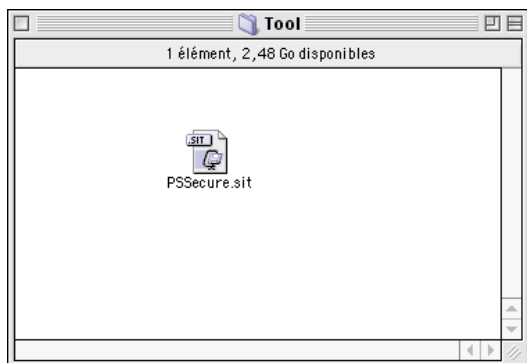 Tool
1 élément, 2,48 Go disponibles
.SIT
PSSecure.sit